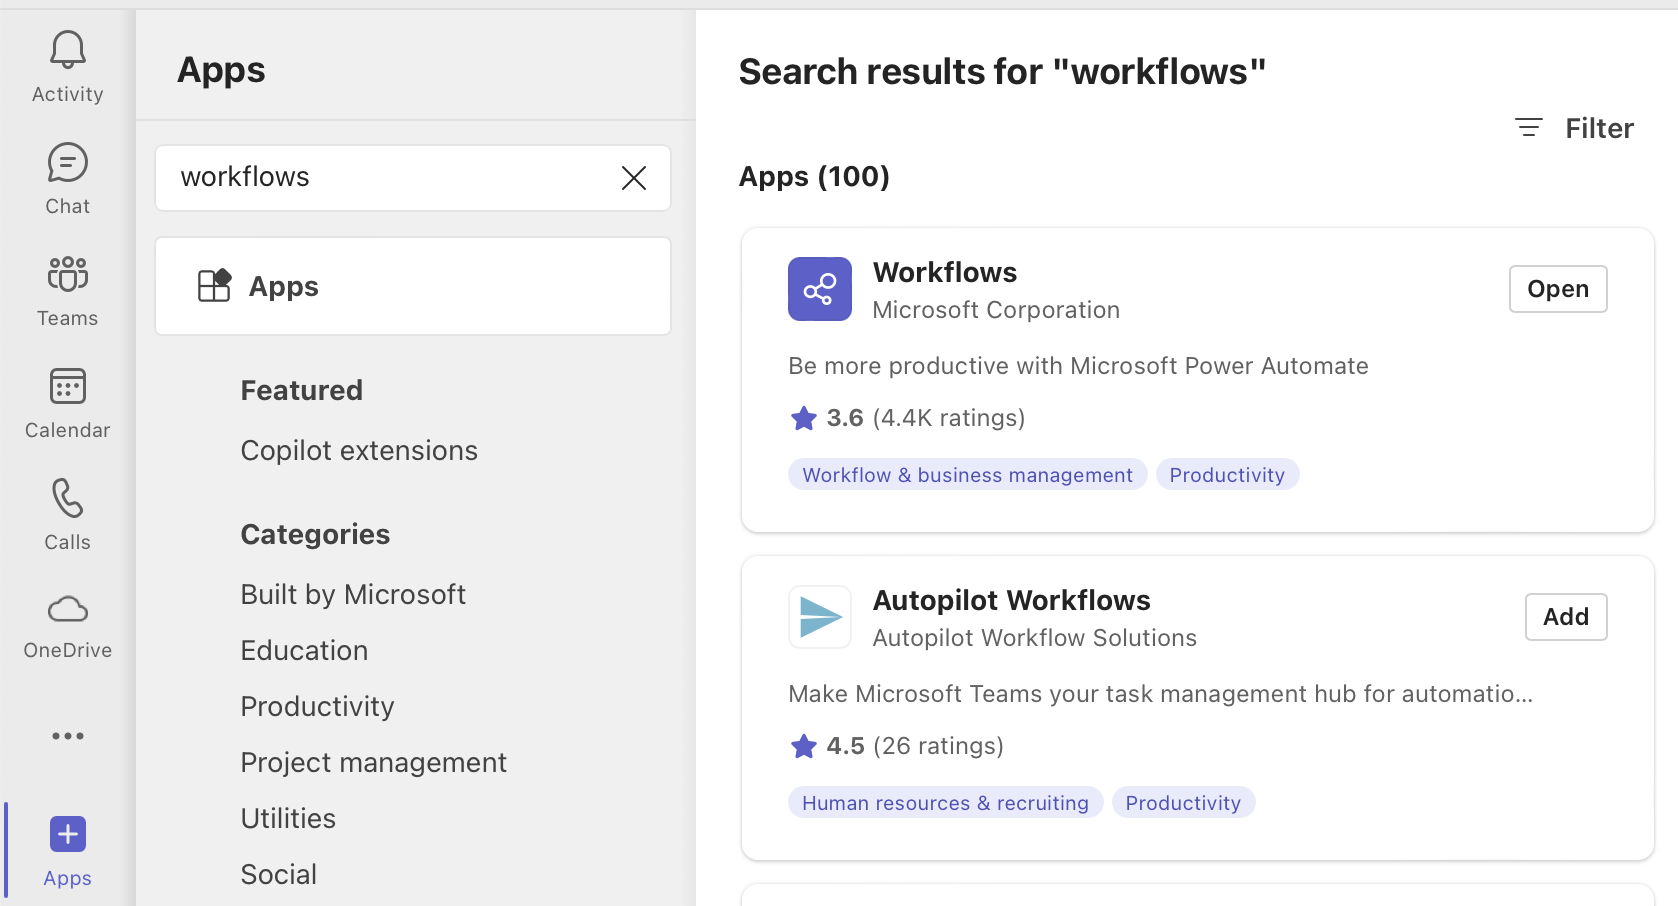 Activity
Chat
Teams
Calendar
Calls
OneDrive
Apps
Apps
workflows
Apps
Featured
Copilot extensions
Categories
Built by Microsoft
Education
Productivity
Project management
Utilities
Social
Search results for "workflows"
Filter
Apps (100)
Workflows
Microsoft Corporation
Open
Be more productive with Microsoft Power Automate
3.6 (4.4K ratings)
Workflow & business management Productivity
Autopilot Workflows
Autopilot Workflow Solutions
Add
Make Microsoft Teams your task management hub for automatio...
4.5 (26 ratings)
Human resources & recruiting Productivity